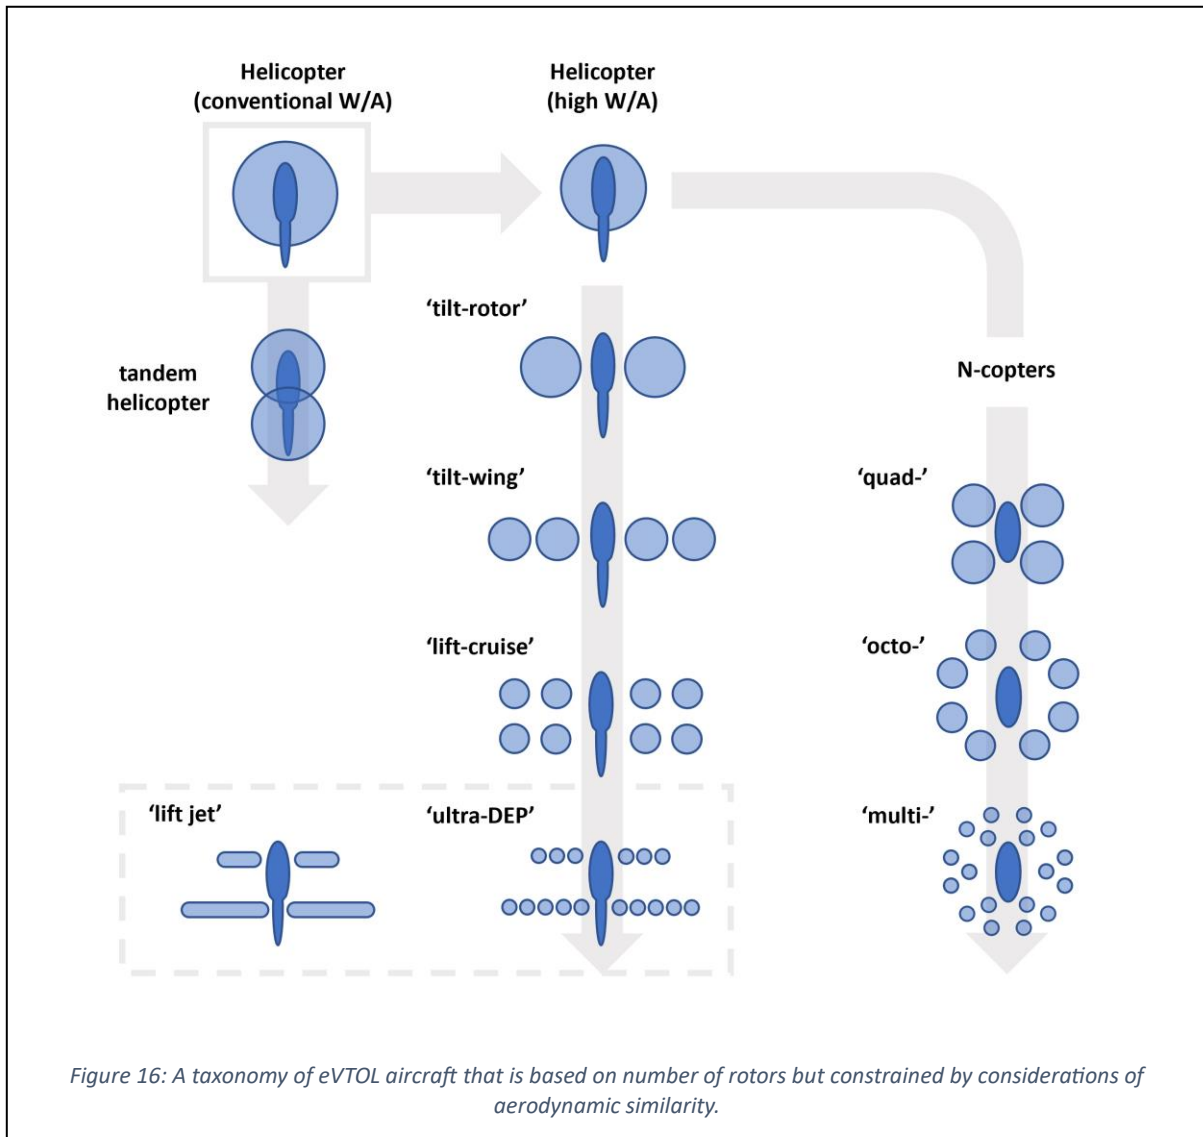 Helicopter
(conventional W/A)
Helicopter
(high W/A)
‘tilt-rotor’
tandem
helicopter
N-copters
‘tilt-wing’
‘quad-’
‘lift-cruise’
‘octo-’
‘lift jet’
‘ultra-DEP’
‘multi-’
Figure 16: A taxonomy of eVTOL aircraft that is based on number of rotors but constrained by considerations of
aerodynamic similarity.